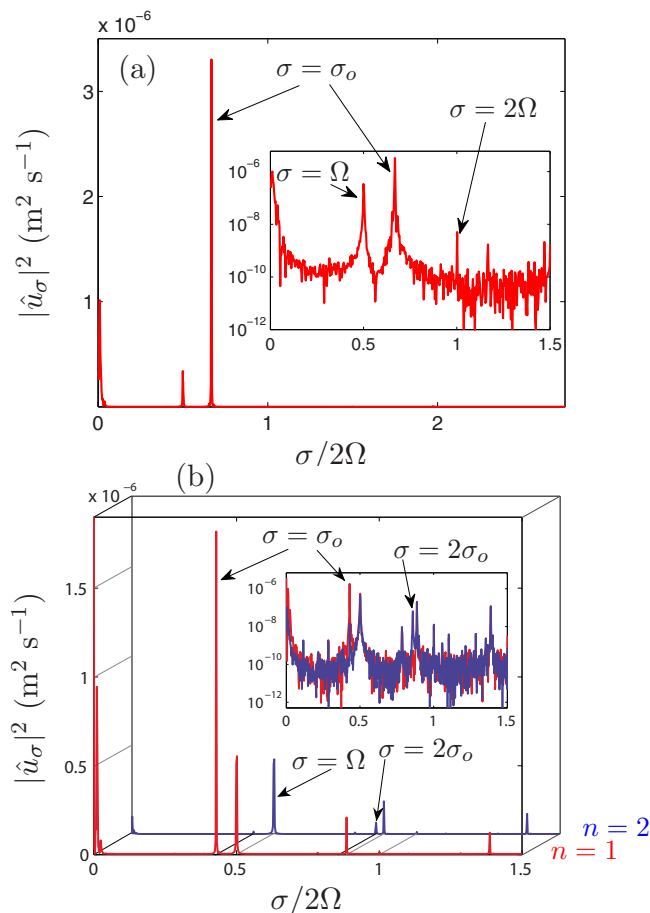 x 10⁻⁶
(a)
3
2
1
0
1
2
|û_σ|² (m² s⁻¹)
σ/2Ω
σ = σ_o
σ = 2Ω
σ = Ω
10⁻⁶
10⁻⁸
10⁻¹⁰
10⁻¹²
0
0.5
1
1.5
(b)
x 10⁻⁶
1.5
1
0.5
0
0
0.5
1
1.5
|û_σ|² (m² s⁻¹)
σ/2Ω
σ = σ_o
σ = 2σ_o
10⁻⁶
10⁻⁸
10⁻¹⁰
10⁻¹²
0
0.5
1
1.5
σ = Ω
σ = 2σ_o
n = 2
n = 1